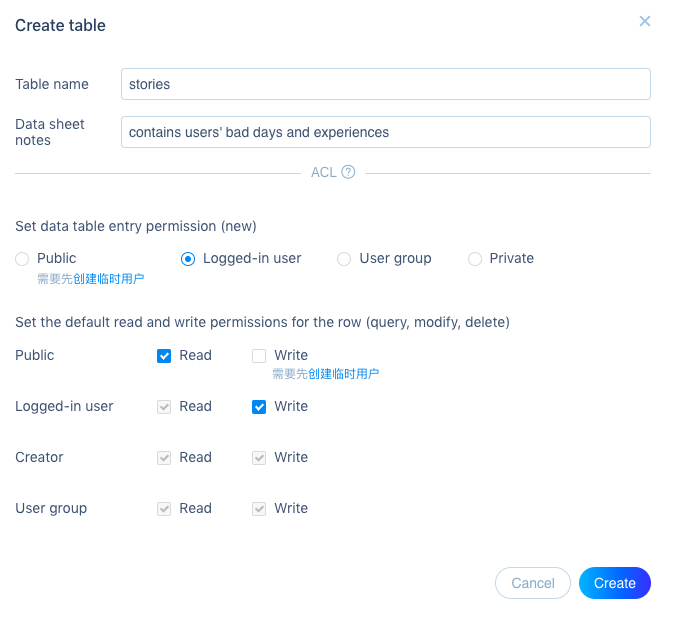 Create table
Table name
stories
Data sheet
notes
contains users' bad days and experiences
ACL
Set data table entry permission (new)
Public
Logged-in user
User group
Private
需要先创建临时用户
Set the default read and write permissions for the row (query, modify, delete)
Public
Read
Write
需要先创建临时用户
Logged-in user
Read
Write
Creator
Read
Write
User group
Read
Write
Cancel
Create